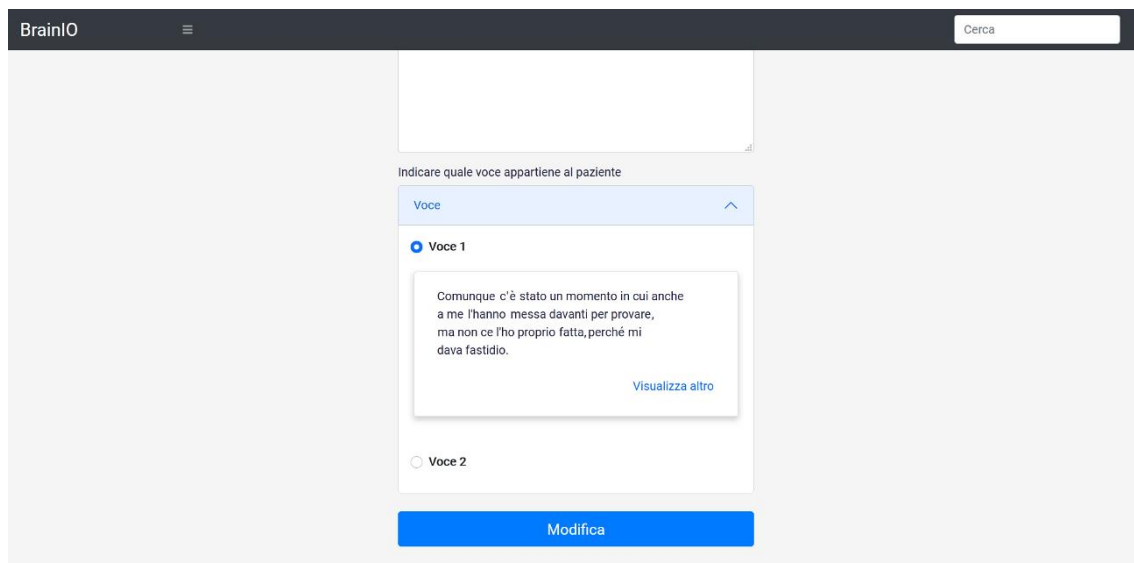 BrainIO
Cerca
Indicare quale voce appartiene al paziente
Voce
Voce 1
Comunque c'è stato un momento in cui anche
a me l'hanno messa davanti per provare,
ma non ce l'ho proprio fatta, perché mi
dava fastidio.
Visualizza altro
Voce 2
Modifica